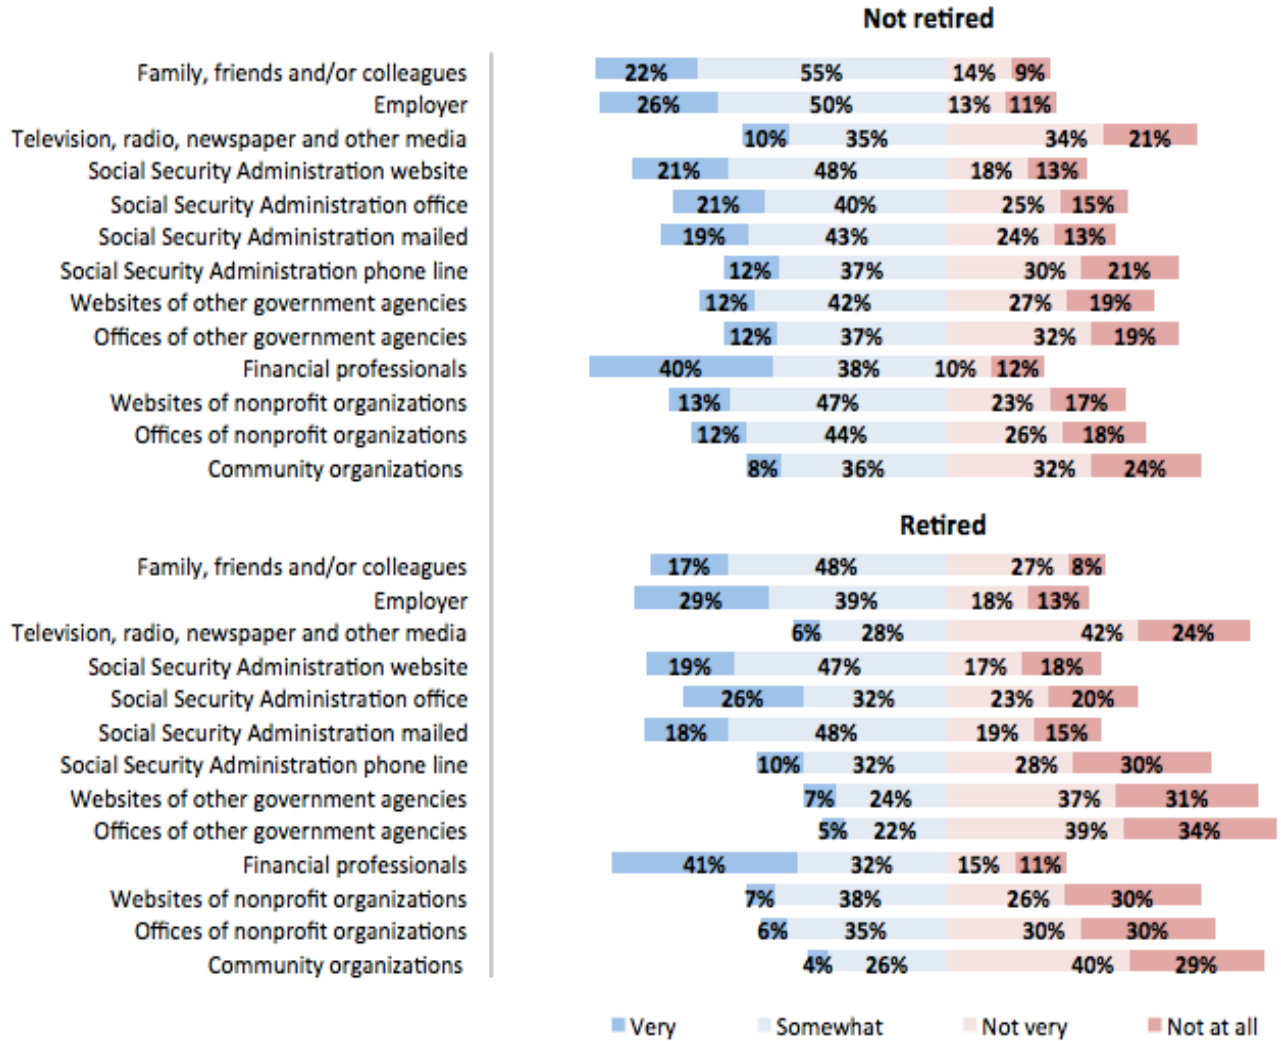 Not retired
Family, friends and/or colleagues 22% 55% 14% 9%
Employer 26% 50% 13% 11%
Television, radio, newspaper and other media 10% 35% 34% 21%
Social Security Administration website 21% 48% 18% 13%
Social Security Administration office 21% 40% 25% 15%
Social Security Administration mailed 19% 43% 24% 13%
Social Security Administration phone line 12% 37% 30% 21%
Websites of other government agencies 12% 42% 27% 19%
Offices of other government agencies 12% 37% 32% 19%
Financial professionals 40% 38% 10% 12%
Websites of nonprofit organizations 13% 47% 23% 17%
Offices of nonprofit organizations 12% 44% 26% 18%
Community organizations 8% 36% 32% 24%
Retired
Family, friends and/or colleagues 17% 48% 27% 8%
Employer 29% 39% 18% 13%
Television, radio, newspaper and other media 6% 28% 42% 24%
Social Security Administration website 19% 47% 17% 18%
Social Security Administration office 26% 32% 23% 20%
Social Security Administration mailed 18% 48% 19% 15%
Social Security Administration phone line 10% 32% 28% 30%
Websites of other government agencies 7% 24% 37% 31%
Offices of other government agencies 5% 22% 39% 34%
Financial professionals 41% 32% 15% 11%
Websites of nonprofit organizations 7% 38% 26% 30%
Offices of nonprofit organizations 6% 35% 30% 30%
Community organizations 4% 26% 40% 29%
Very Somewhat Not very Not at all